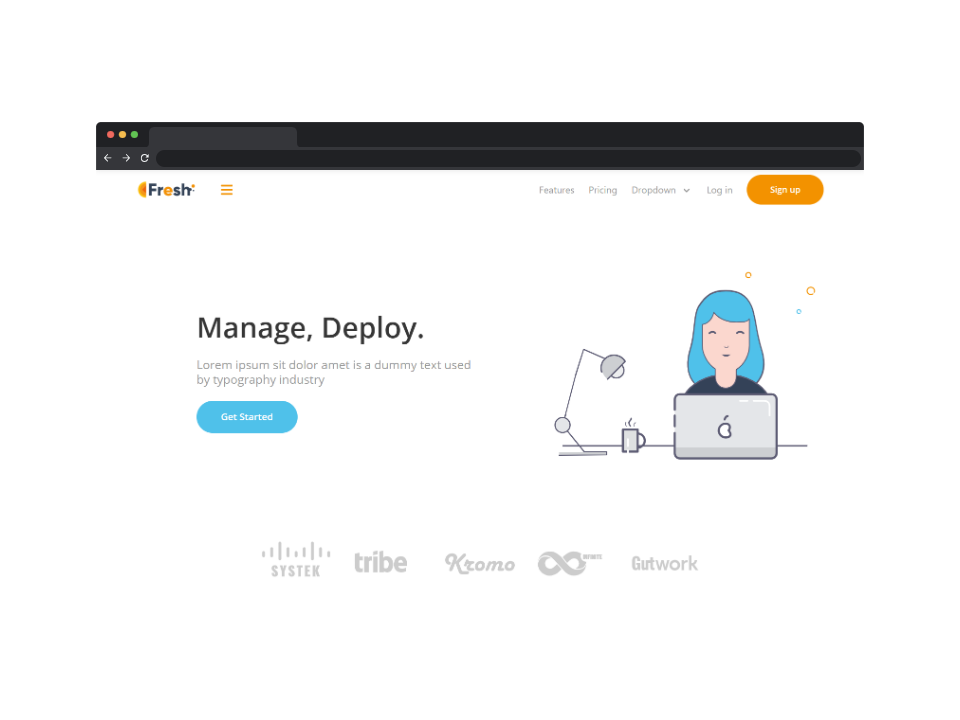 Fresh
Features Pricing Dropdown Log in Sign up
Manage, Deploy.
Lorem ipsum sit dolor amet is a dummy text used
by typography industry
Get Started
SYSTEK tribe Kromo INFINITE Gutwork